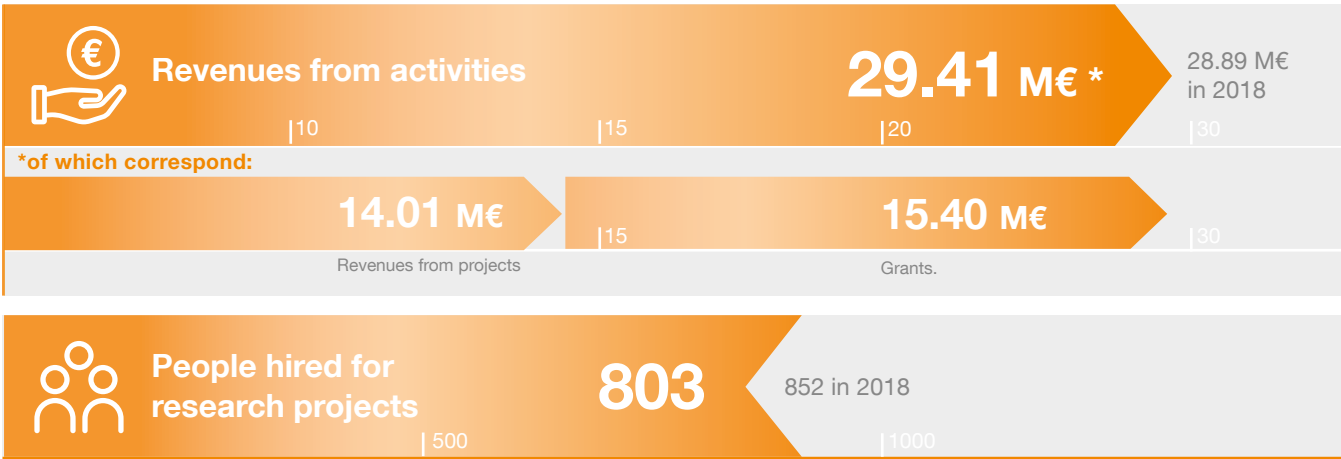 €
Revenues from activities
29.41 M€ *
28.89 M€
in 2018
|10
|15
|20
|30
*of which correspond:
14.01 M€
15.40 M€
|15
|30
Revenues from projects
Grants.
People hired for
research projects
803
852 in 2018
| 500
|1000